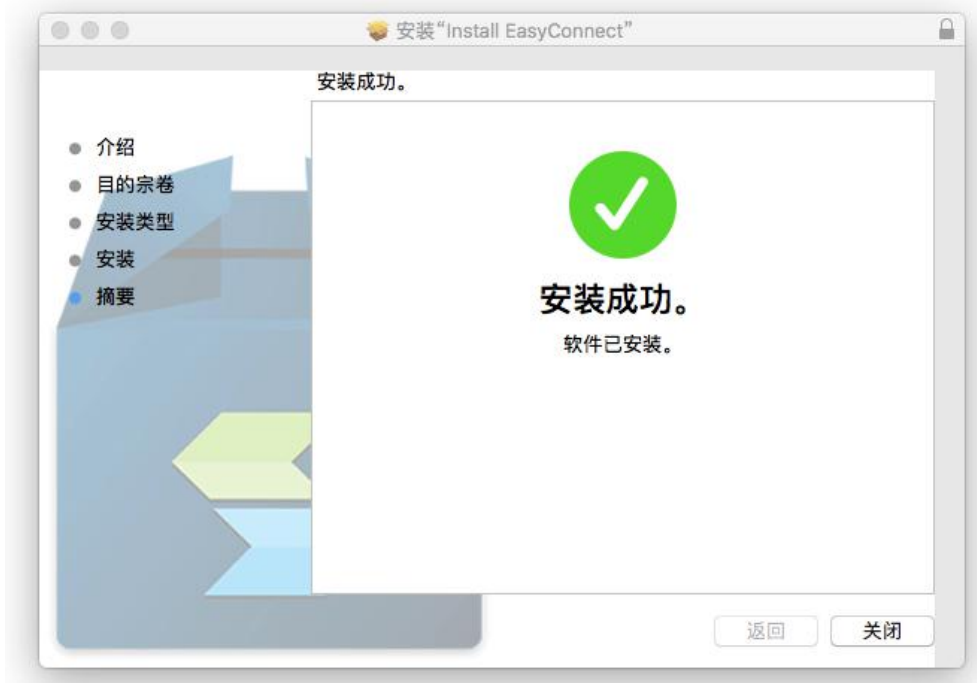 安装“Install EasyConnect”
安装成功。
介绍
目的宗卷
安装类型
安装
摘要
安装成功。
软件已安装。
返回
关闭